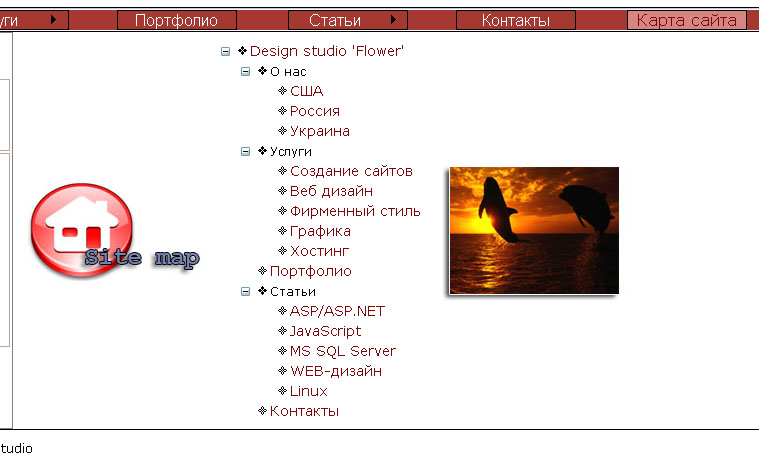 уги Портфолио Статьи Контакты Карта сайта
Design studio 'Flower'
О нас
США
Россия
Украина
Услуги
Создание сайтов
Веб дизайн
Фирменный стиль
Графика
Хостинг
Портфолио
Статьи
ASP/ASP.NET
JavaScript
MS SQL Server
WEB-дизайн
Linux
Контакты
Site map
tudio